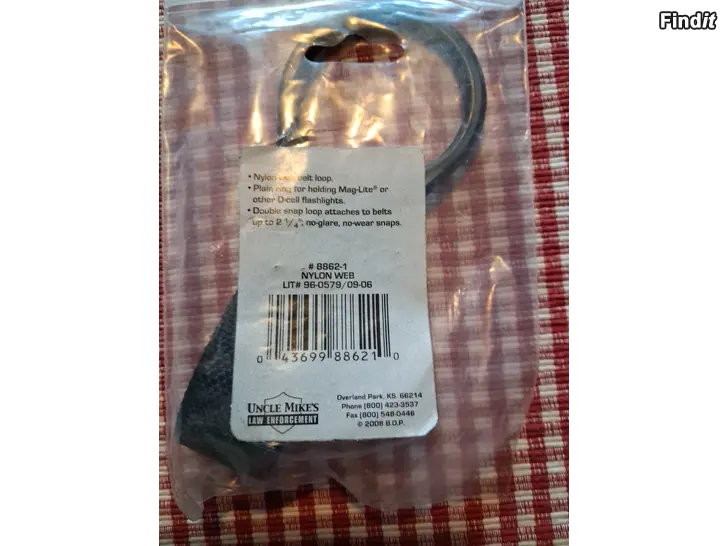 Findit
• Nylon web belt loop.
• Plain ring for holding Mag-Lite® or
other D-cell flashlights.
• Double snap loop attaches to belts
up to 2 1/4"; no-glare, no-wear snaps.
# 8862-1
NYLON WEB
LIT# 96-0579/09-06
0 43699 88621 0
UNCLE MIKE'S
LAW ENFORCEMENT
Overland Park, KS. 66214
Phone (800) 423-3537
Fax (800) 548-0446
© 2008 B.O.P.